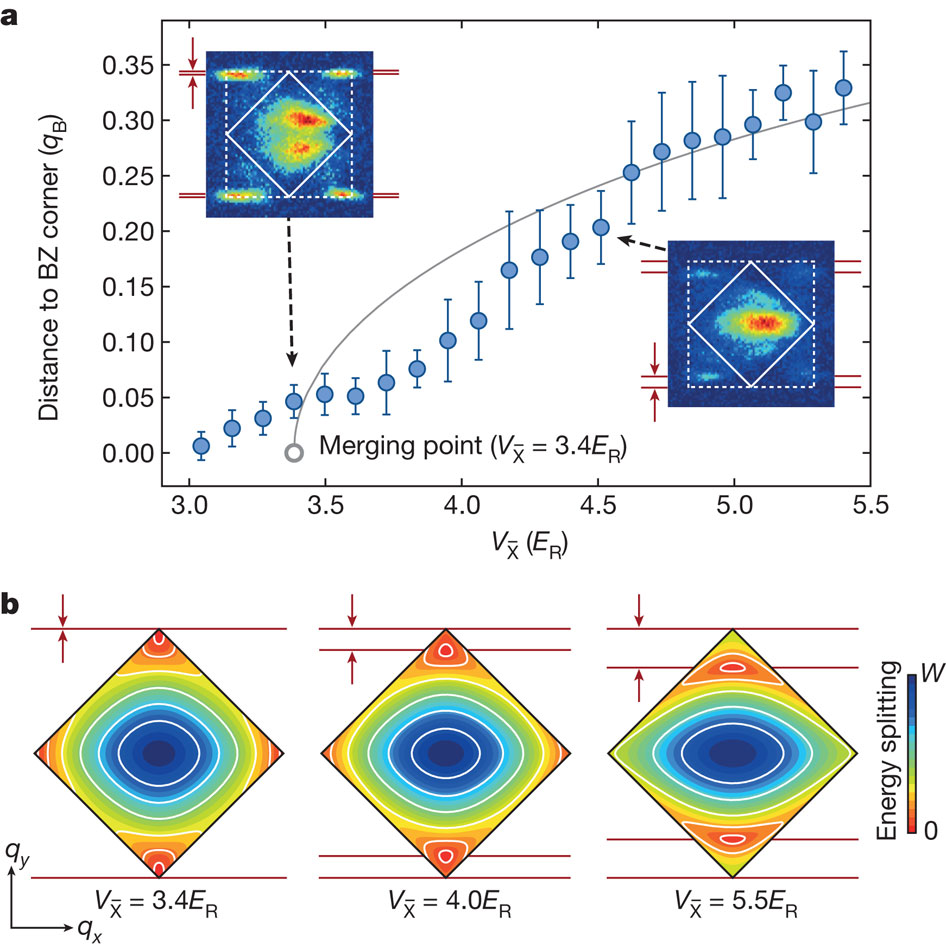 a
0.35
0.30
0.25
0.20
0.15
0.10
0.05
0.00
Distance to BZ corner (qB)
Merging point (VX̄ = 3.4ER)
3.0 3.5 4.0 4.5 5.0 5.5
VX̄ (ER)
b
W
Energy splitting
0
qy
qx
VX̄ = 3.4ER VX̄ = 4.0ER VX̄ = 5.5ER